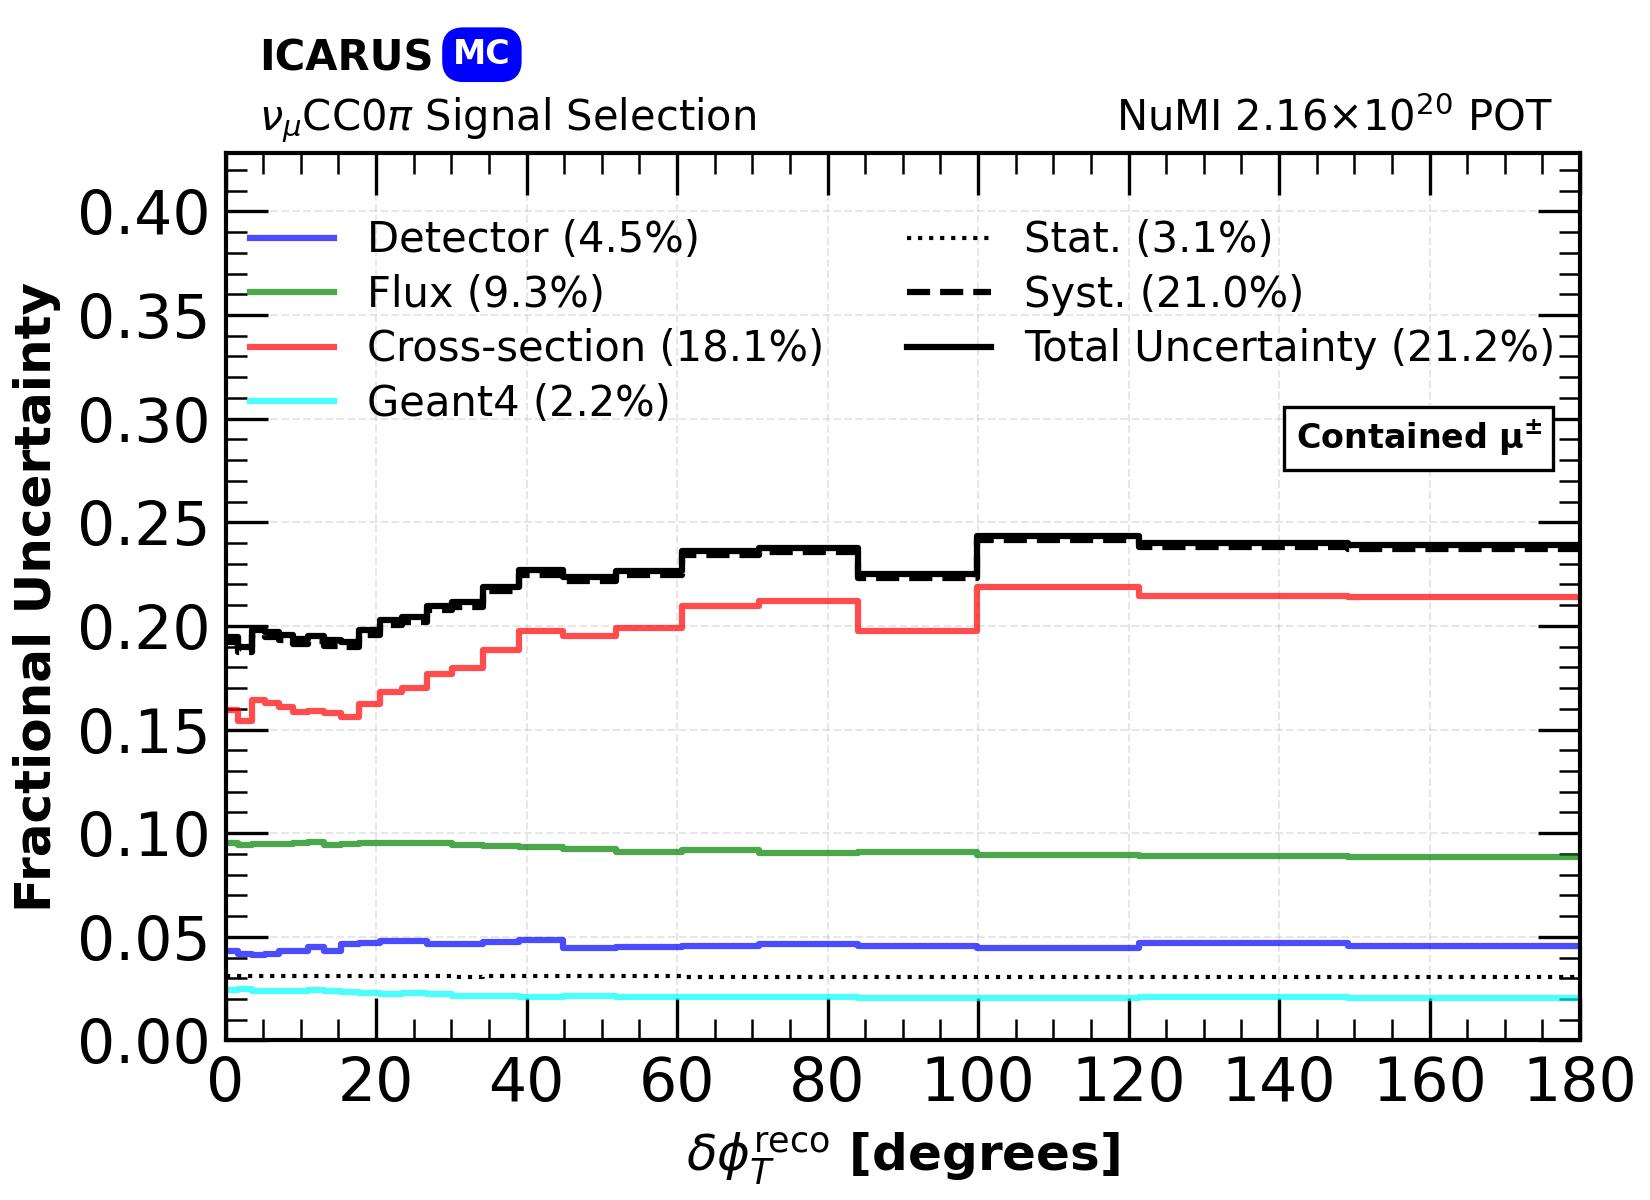 ICARUS MC
νμCC0π Signal Selection NuMI 2.16×10²⁰ POT
0.40
Detector (4.5%) Stat. (3.1%)
Flux (9.3%) Syst. (21.0%)
0.35
Cross-section (18.1%) Total Uncertainty (21.2%)
Geant4 (2.2%)
0.30
Contained μ±
0.25
0.20
0.15
0.10
0.05
0.00
Fractional Uncertainty
0 20 40 60 80 100 120 140 160 180
δϕ_T^reco [degrees]